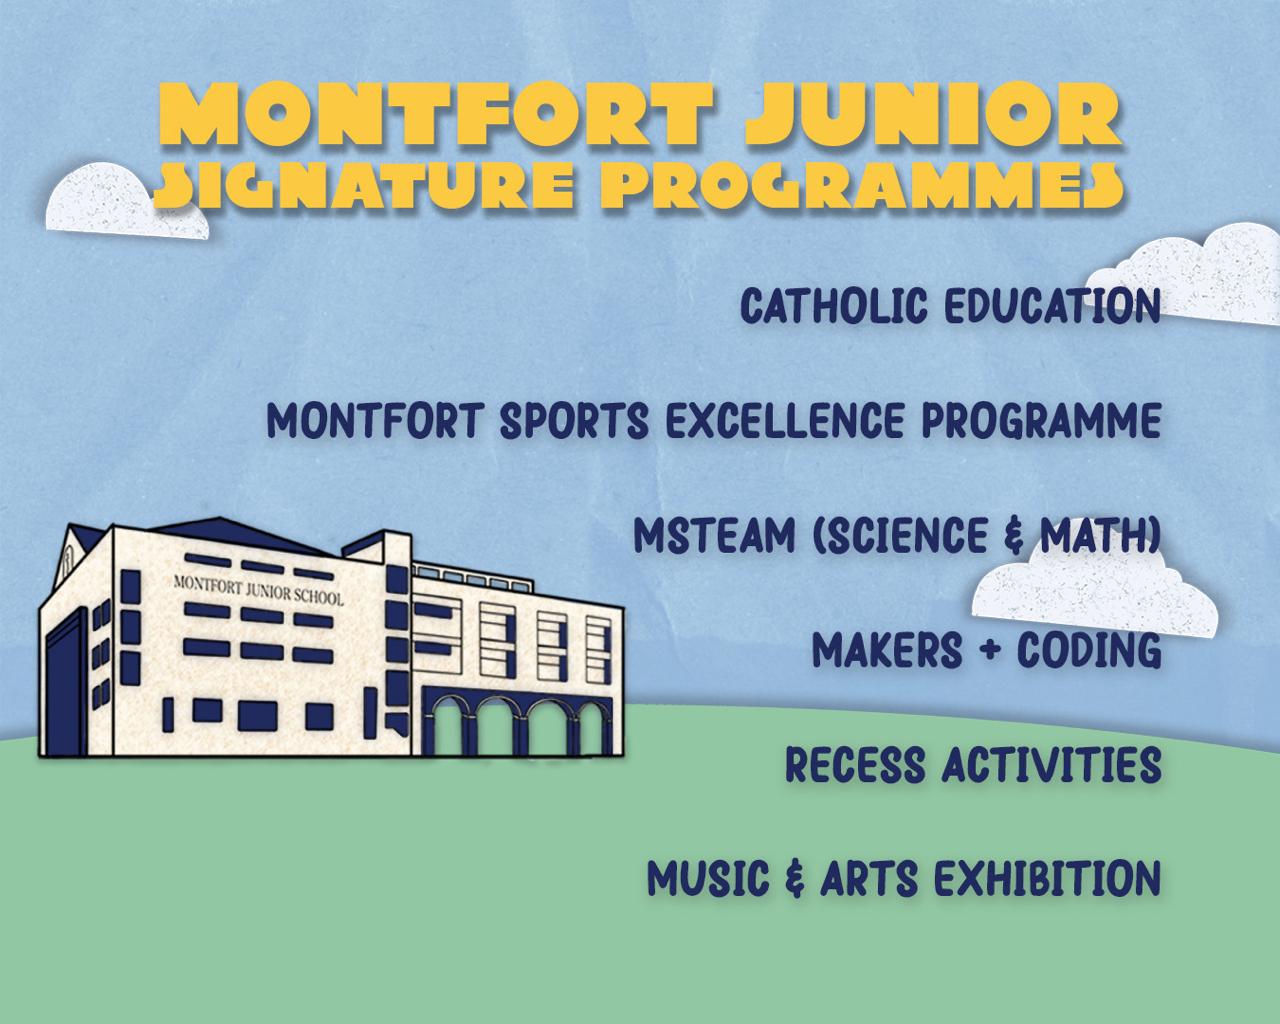 MONTFORT JUNIOR
SIGNATURE PROGRAMMES
CATHOLIC EDUCATION
MONTFORT SPORTS EXCELLENCE PROGRAMME
MSTEAM (SCIENCE & MATH)
MONTFORT JUNIOR SCHOOL
MAKERS + CODING
RECESS ACTIVITIES
MUSIC & ARTS EXHIBITION